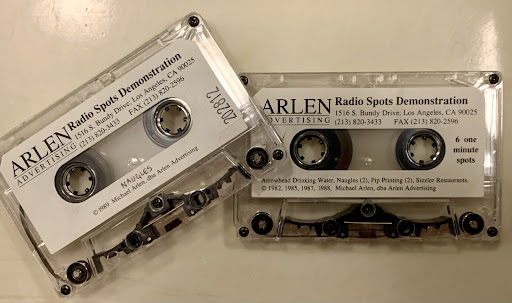 ARLEN
ADVERTISING
Radio Spots Demonstration
1516 S. Bundy Drive; Los Angeles, CA 90025
(213) 820-3433 FAX (213) 820-2596
202812
NAUGLES
©1989 Michael Arlen, dba Arlen Advertising
ARLEN
ADVERTISING
Radio Spots Demonstration
1516 S. Bundy Drive; Los Angeles, CA 90025
(213) 820-3433 FAX (213) 820-2596
6 one
minute
spots
Arrowhead Drinking Water, Naugles (2), Pip Printing (2), Sizzler Restaurants.
© 1982, 1985, 1987, 1988. Michael Arlen, dba Arlen Advertising